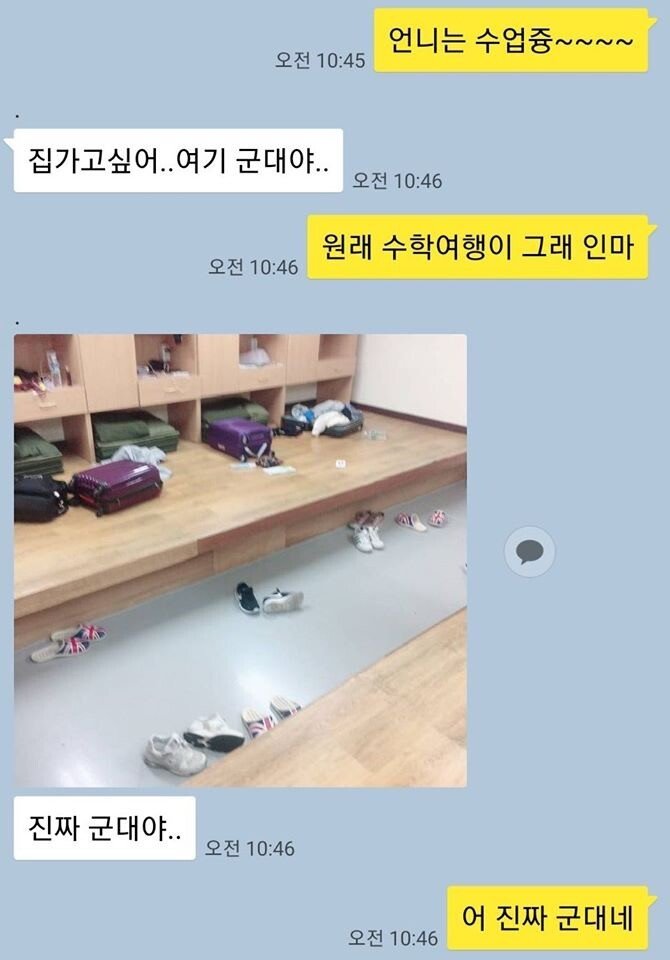 언니는 수업즁~~~~
오전 10:45
.
집가고싶어..여기 군대야..
오전 10:46
원래 수학여행이 그래 인마
오전 10:46
.
진짜 군대야..
오전 10:46
어 진짜 군대네
오전 10:46